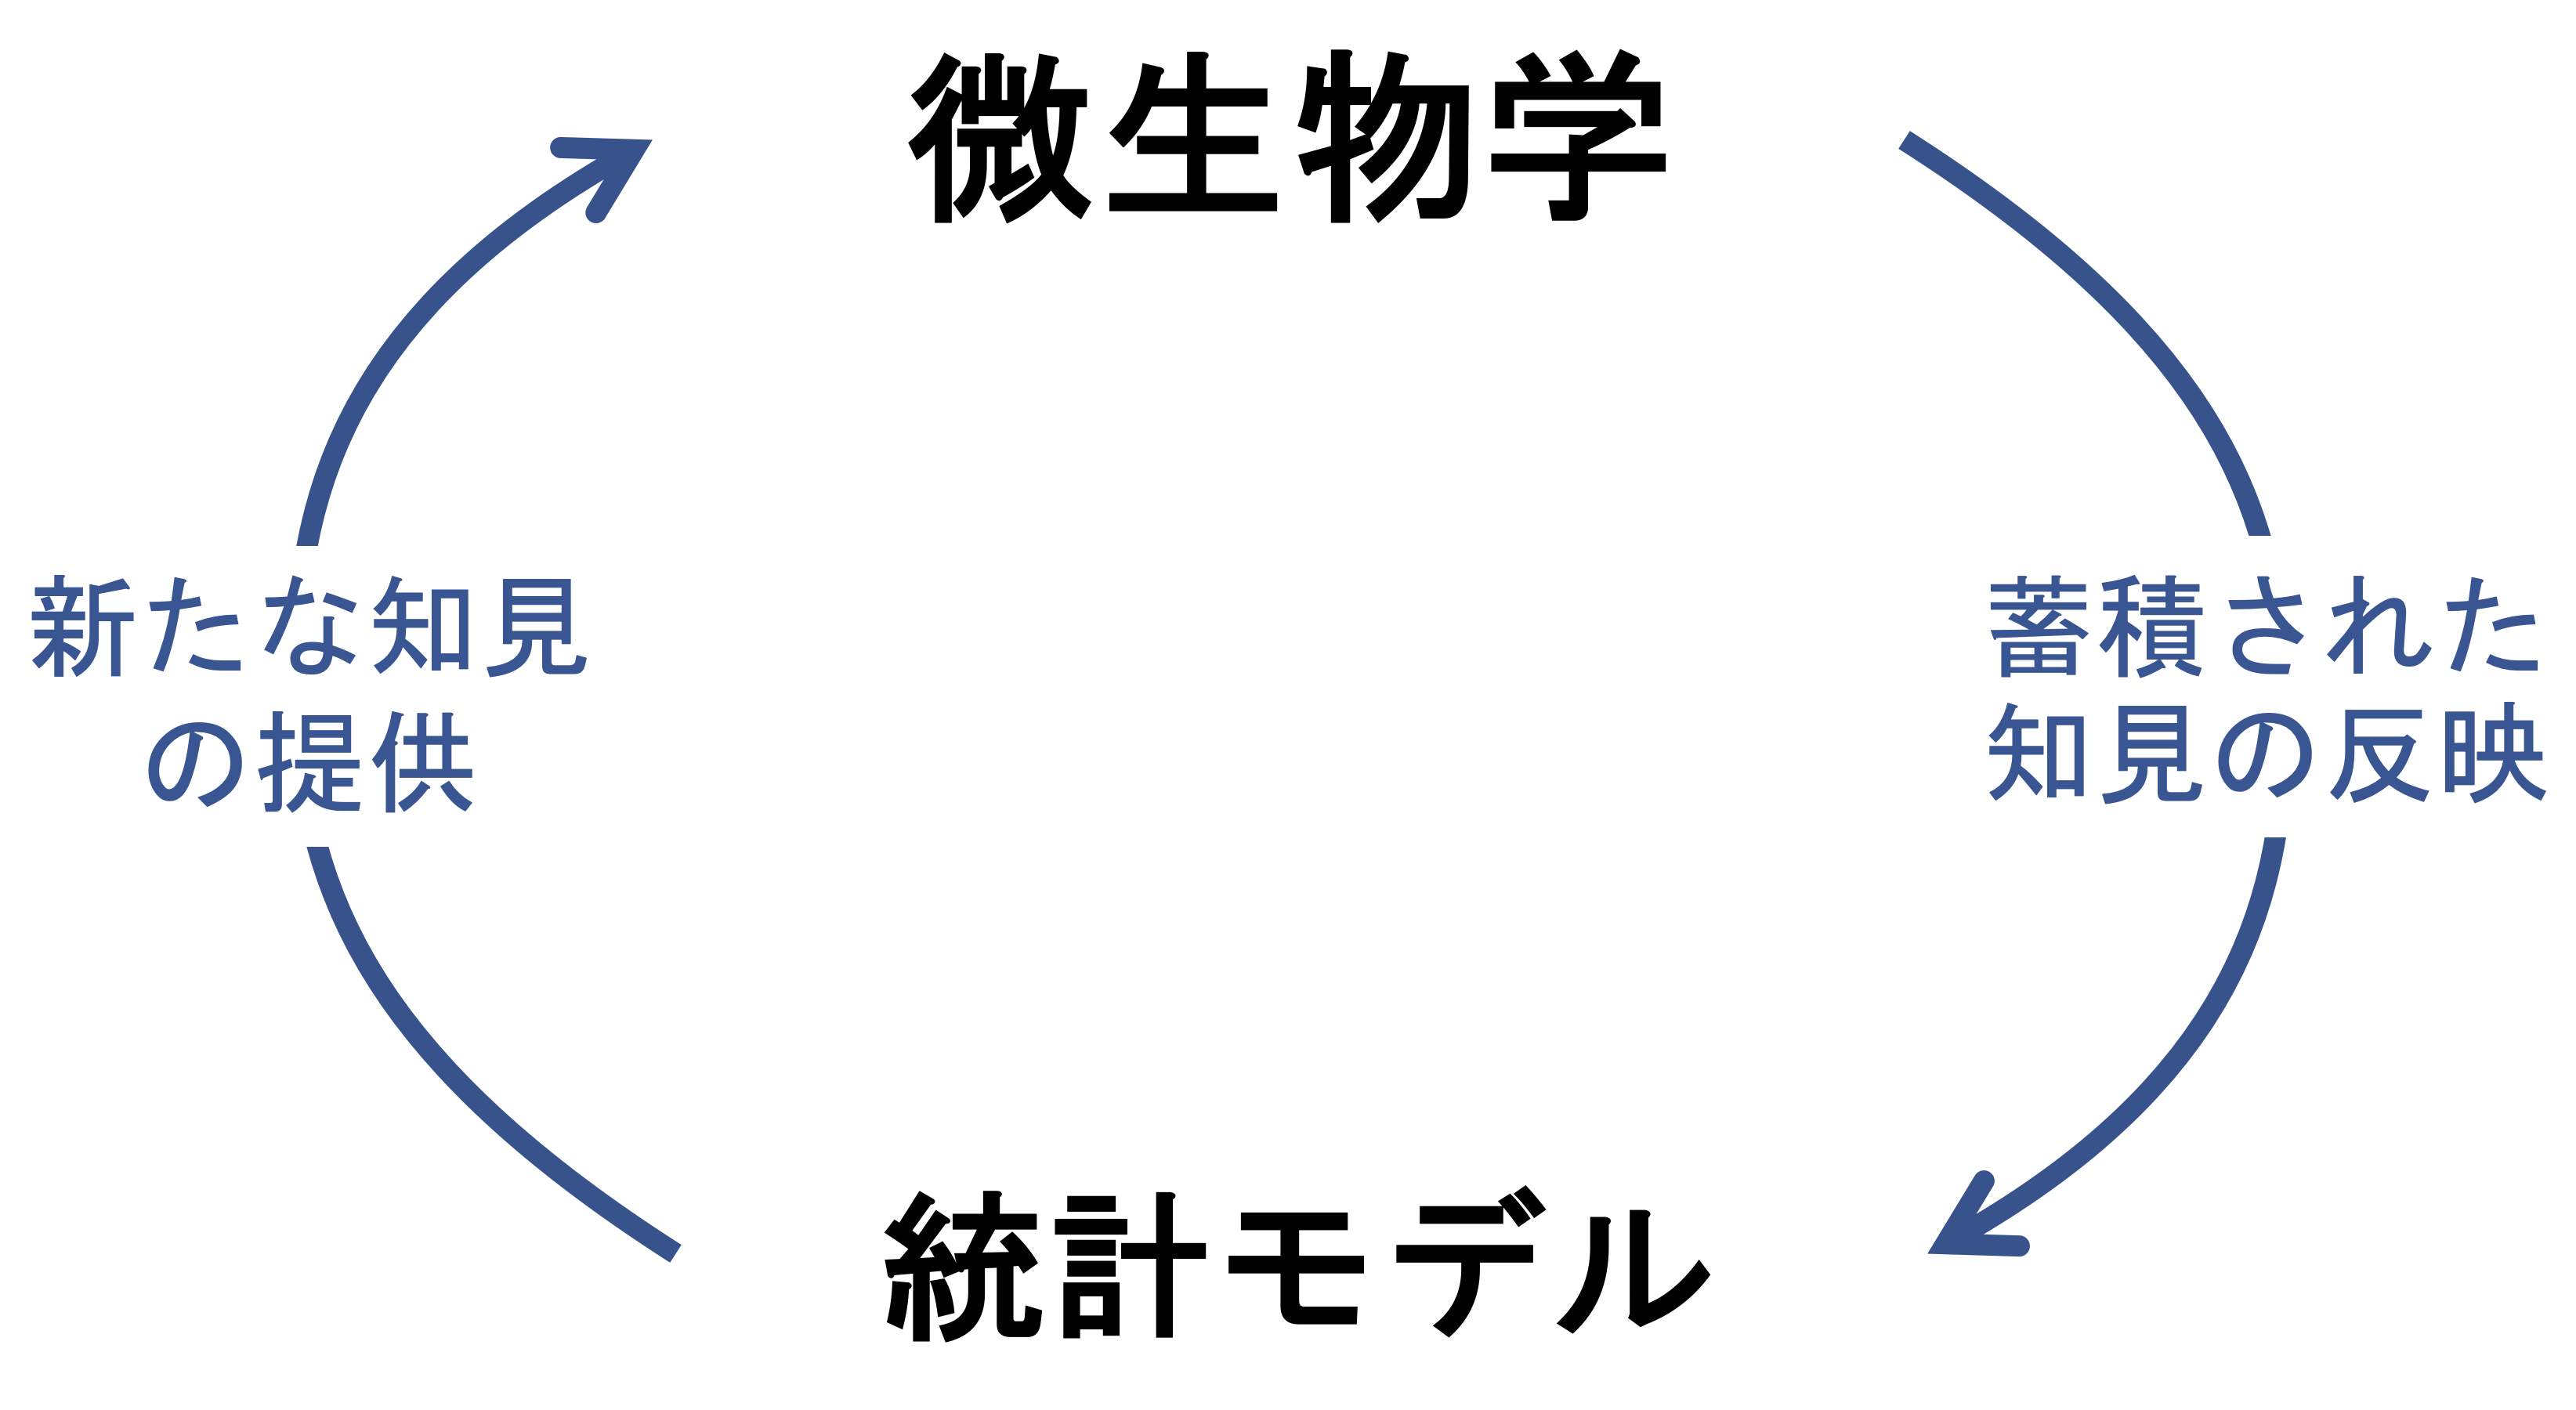 微生物学
新たな知見
の提供
蓄積された
知見の反映
統計モデル